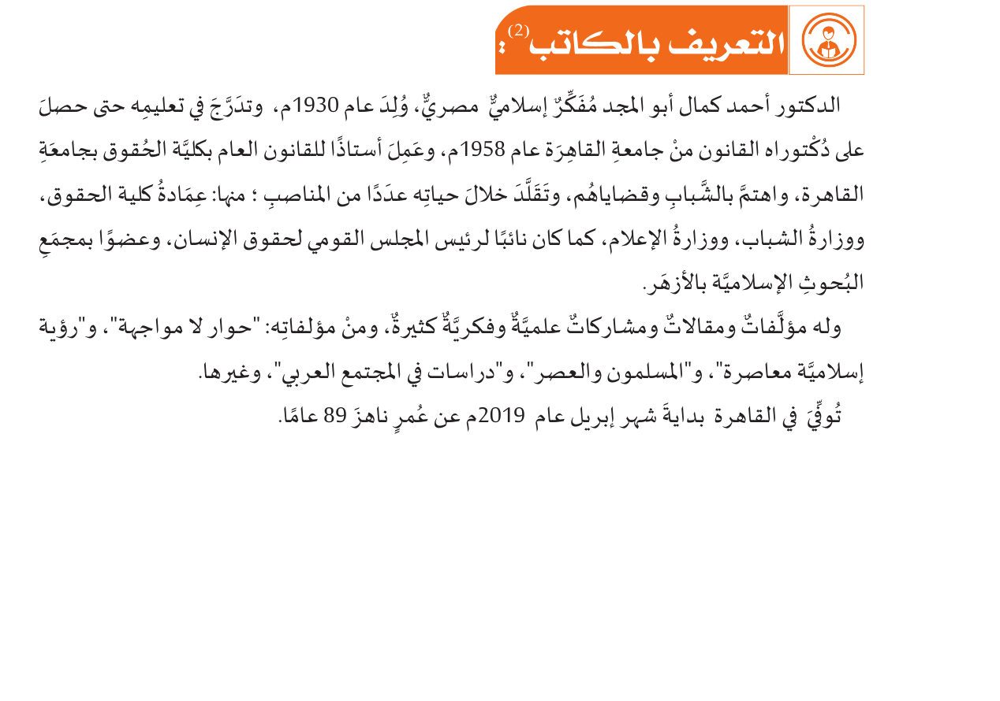 التعريف بالكاتب(2):
الدكتور أحمد كمال أبو المجد مُفَكِّرٌ إسلاميٌّ مصريٌّ، وُلِدَ عام 1930م، وتدَرَّجَ في تعليمِه حتى حصلَ
على دُكْتوراه القانون منْ جامعةِ القاهِرَة عام 1958م، وعَمِلَ أستاذًا للقانون العام بكليَّة الحُقوق بجامعَةِ
القاهرة، واهتمَّ بالشَّبابِ وقضاياهُم، وتَقَلَّدَ خلالَ حياتِه عدَدًا من المناصبِ ؛ منها: عِمَادةُ كلية الحقوق،
ووزارةُ الشباب، ووزارةُ الإعلام، كما كان نائبًا لرئيس المجلس القومي لحقوق الإنسان، وعضوًا بمجمَعِ
البُحوثِ الإسلاميَّة بالأزهَر.
وله مؤلَّفاتٌ ومقالاتٌ ومشاركاتٌ علميَّةٌ وفكريَّةٌ كثيرةٌ، ومنْ مؤلفاتِه: "حوار لا مواجهة"، و"رؤية
إسلاميَّة معاصرة"، و"المسلمون والعصر"، و"دراسات في المجتمع العربي"، وغيرها.
تُوفِّيَ في القاهرة بدايةَ شهر إبريل عام 2019م عن عُمرٍ ناهزَ 89 عامًا.